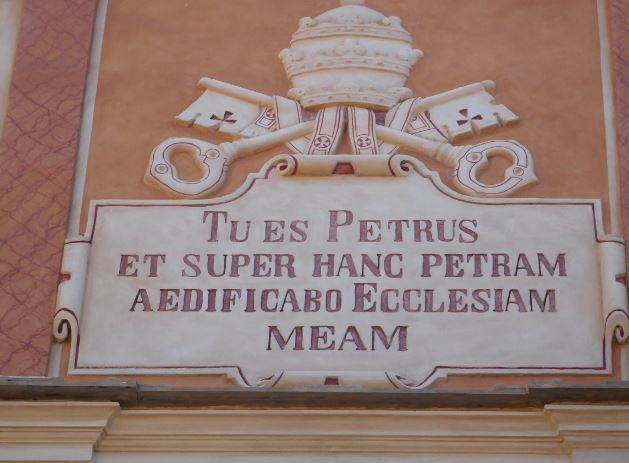 TU ES PETRUS
ET SUPER HANC PETRAM
AEDIFICABO ECCLESIAM
MEAM